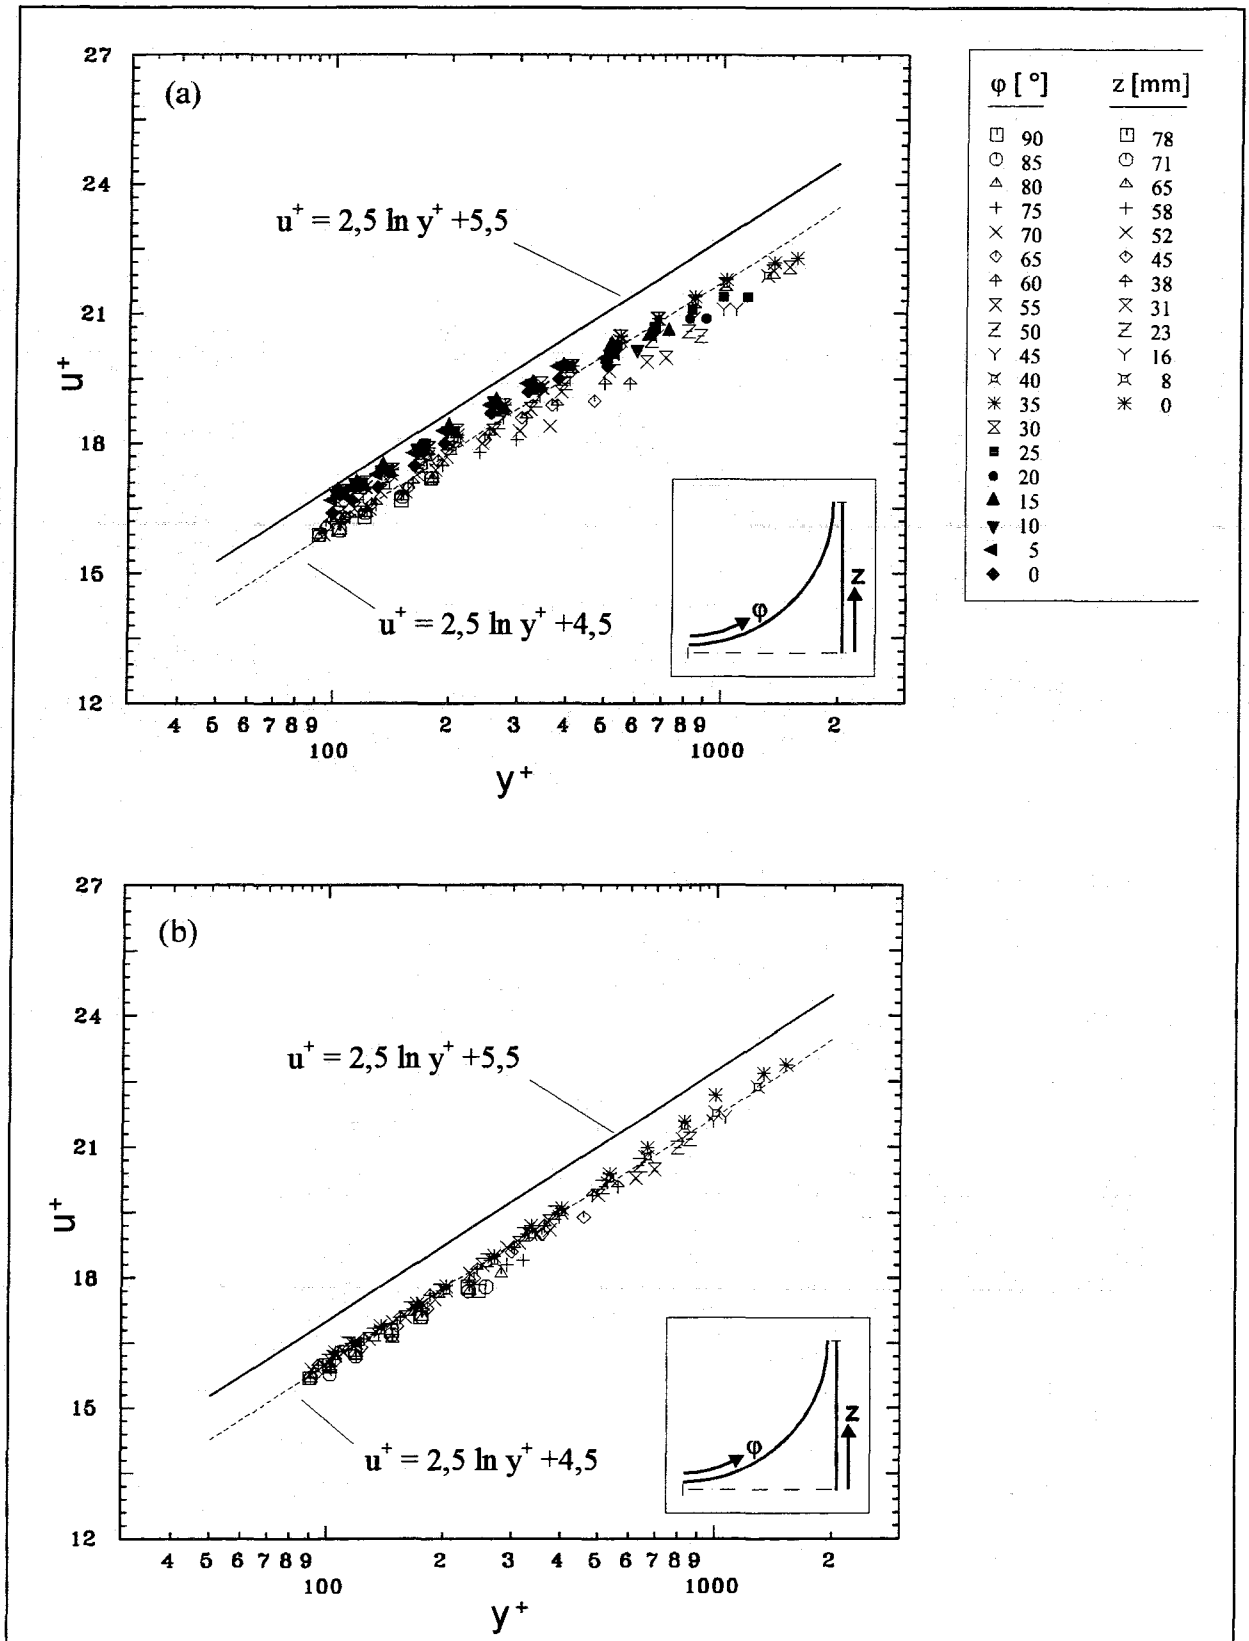 27
(a)
24
u⁺ = 2,5 ln y⁺ +5,5
21
u⁺
18
15
φ
z
u⁺ = 2,5 ln y⁺ +4,5
12
4 5 6 7 8 9 2 3 4 5 6 7 8 9 2
100 1000
y⁺
φ [ °] z [mm]
90 78
85 71
80 65
75 58
70 52
65 45
60 38
55 31
50 23
45 16
40 8
35 0
30
25
20
15
10
5
0
27
(b)
24
u⁺ = 2,5 ln y⁺ +5,5
21
u⁺
18
15
z
φ
u⁺ = 2,5 ln y⁺ +4,5
12
4 5 6 7 8 9 2 3 4 5 6 7 8 9 2
100 1000
y⁺